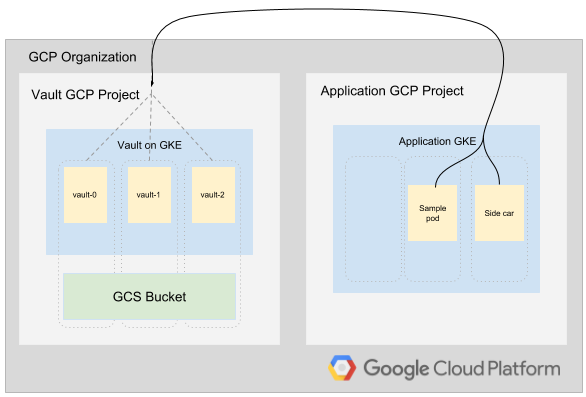 GCP Organization
Vault GCP Project
Vault on GKE
vault-0
vault-1
vault-2
GCS Bucket
Application GCP Project
Application GKE
Sample
pod
Side car
Google Cloud Platform